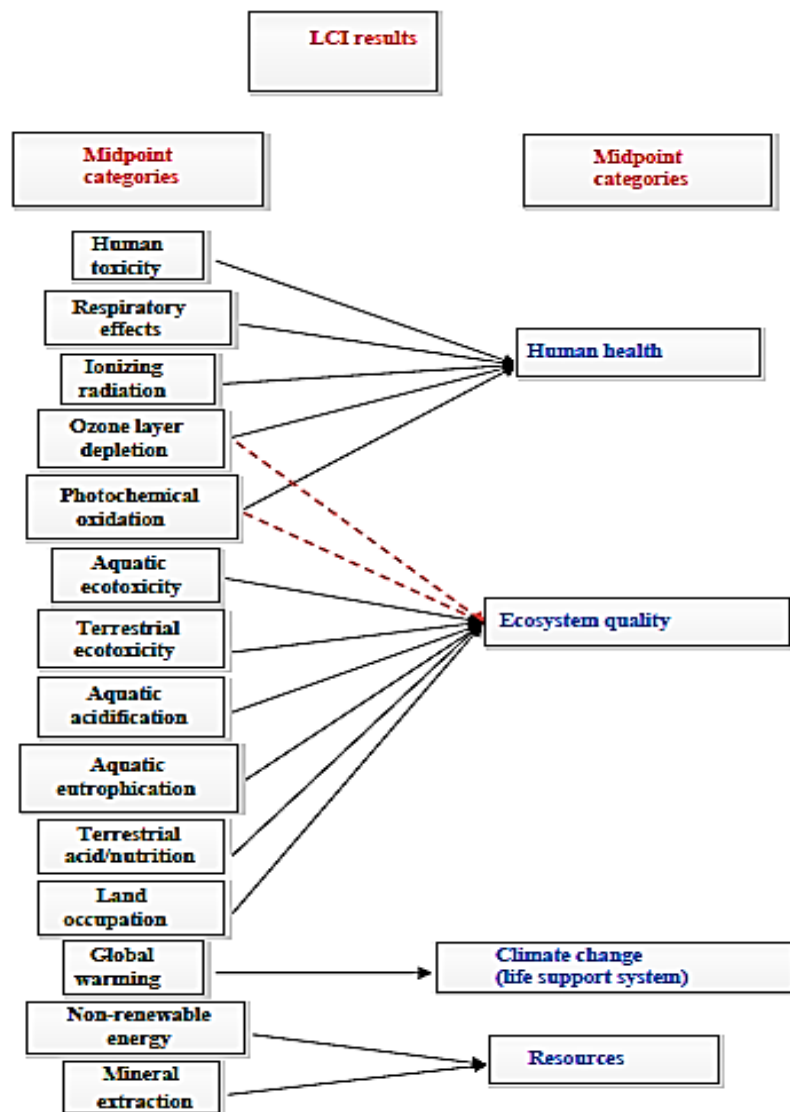 LCI results
Midpoint
categories
Midpoint
categories
Human
toxicity
Respiratory
effects
Ionizing
radiation
Ozone layer
depletion
Photochemical
oxidation
Aquatic
ecotoxicity
Terrestrial
ecotoxicity
Aquatic
acidification
Aquatic
eutrophication
Terrestrial
acid/nutrition
Land
occupation
Global
warming
Non-renewable
energy
Mineral
extraction
Human health
Ecosystem quality
Climate change
(life support system)
Resources